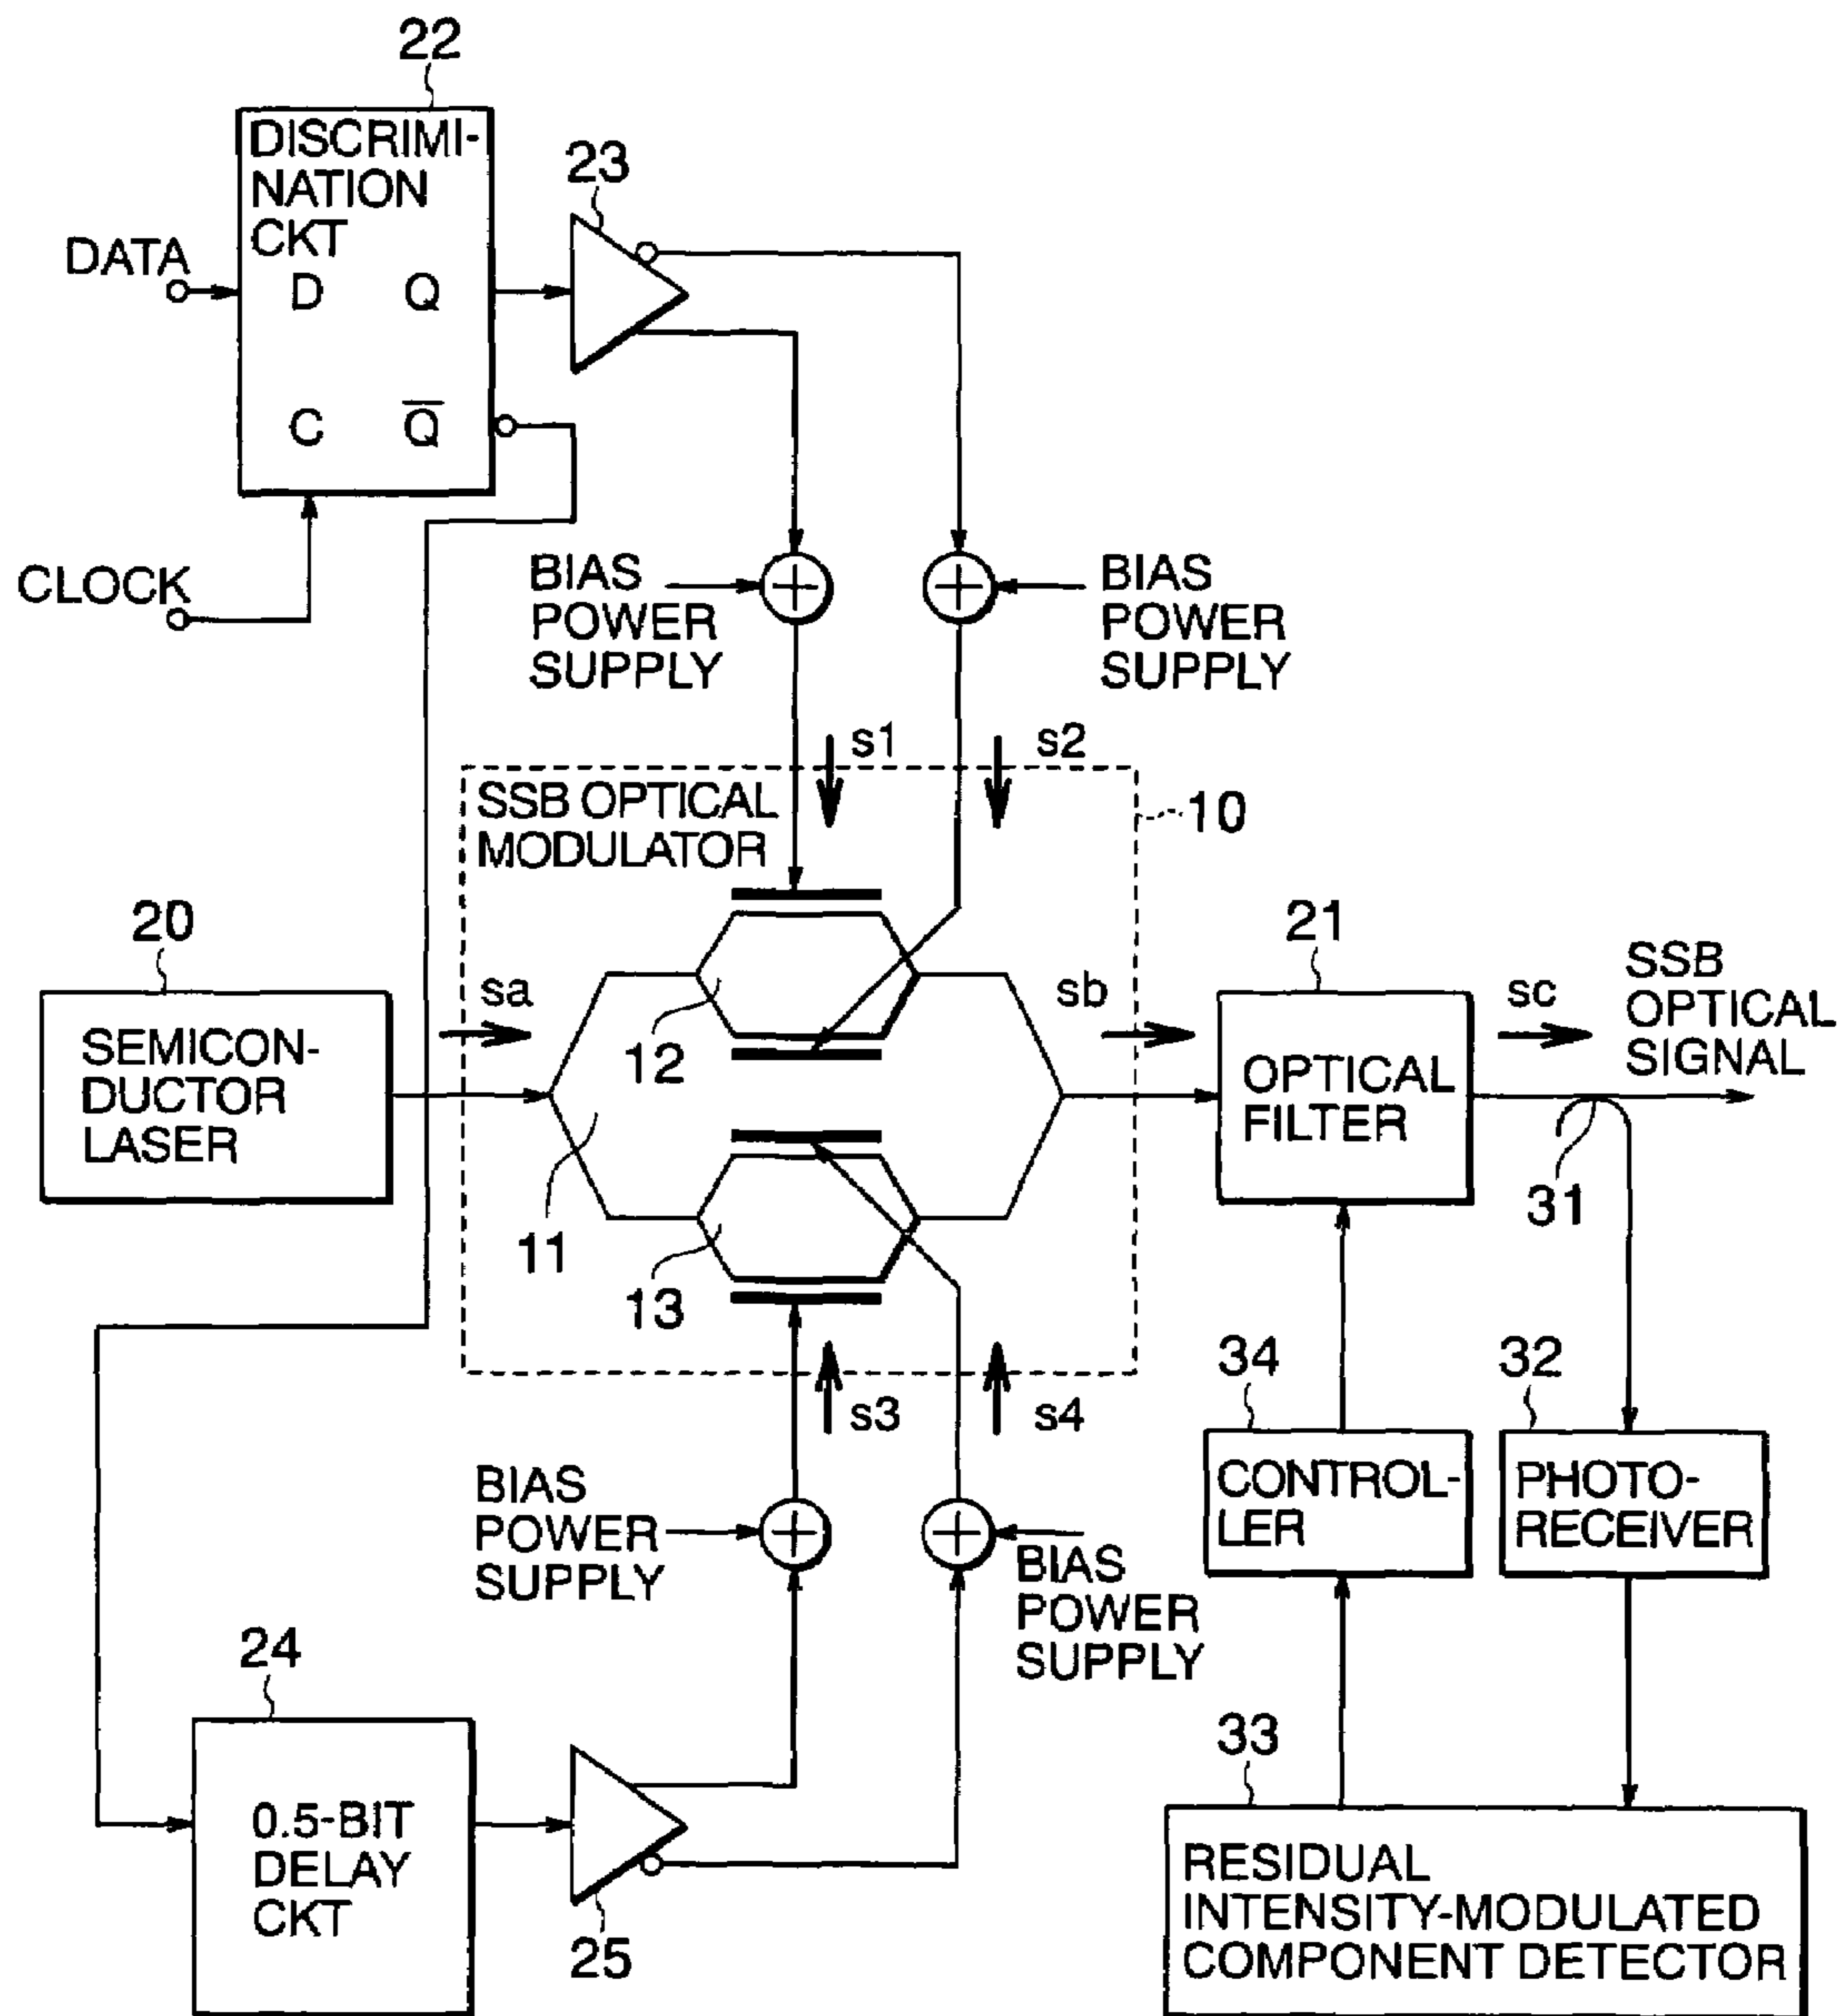 22
DISCRIMI-
NATION
CKT
D Q
C Q̅
DATA
CLOCK
23
BIAS
POWER
SUPPLY
BIAS
POWER
SUPPLY
s1
s2
SSB OPTICAL
MODULATOR
10
20
SEMICON-
DUCTOR
LASER
sa
12
11
13
sb
21
OPTICAL
FILTER
sc
SSB
OPTICAL
SIGNAL
31
s3
s4
BIAS
POWER
SUPPLY
BIAS
POWER
SUPPLY
34
CONTROL-
LER
32
PHOTO-
RECEIVER
24
0.5-BIT
DELAY
CKT
25
33
RESIDUAL
INTENSITY-MODULATED
COMPONENT DETECTOR